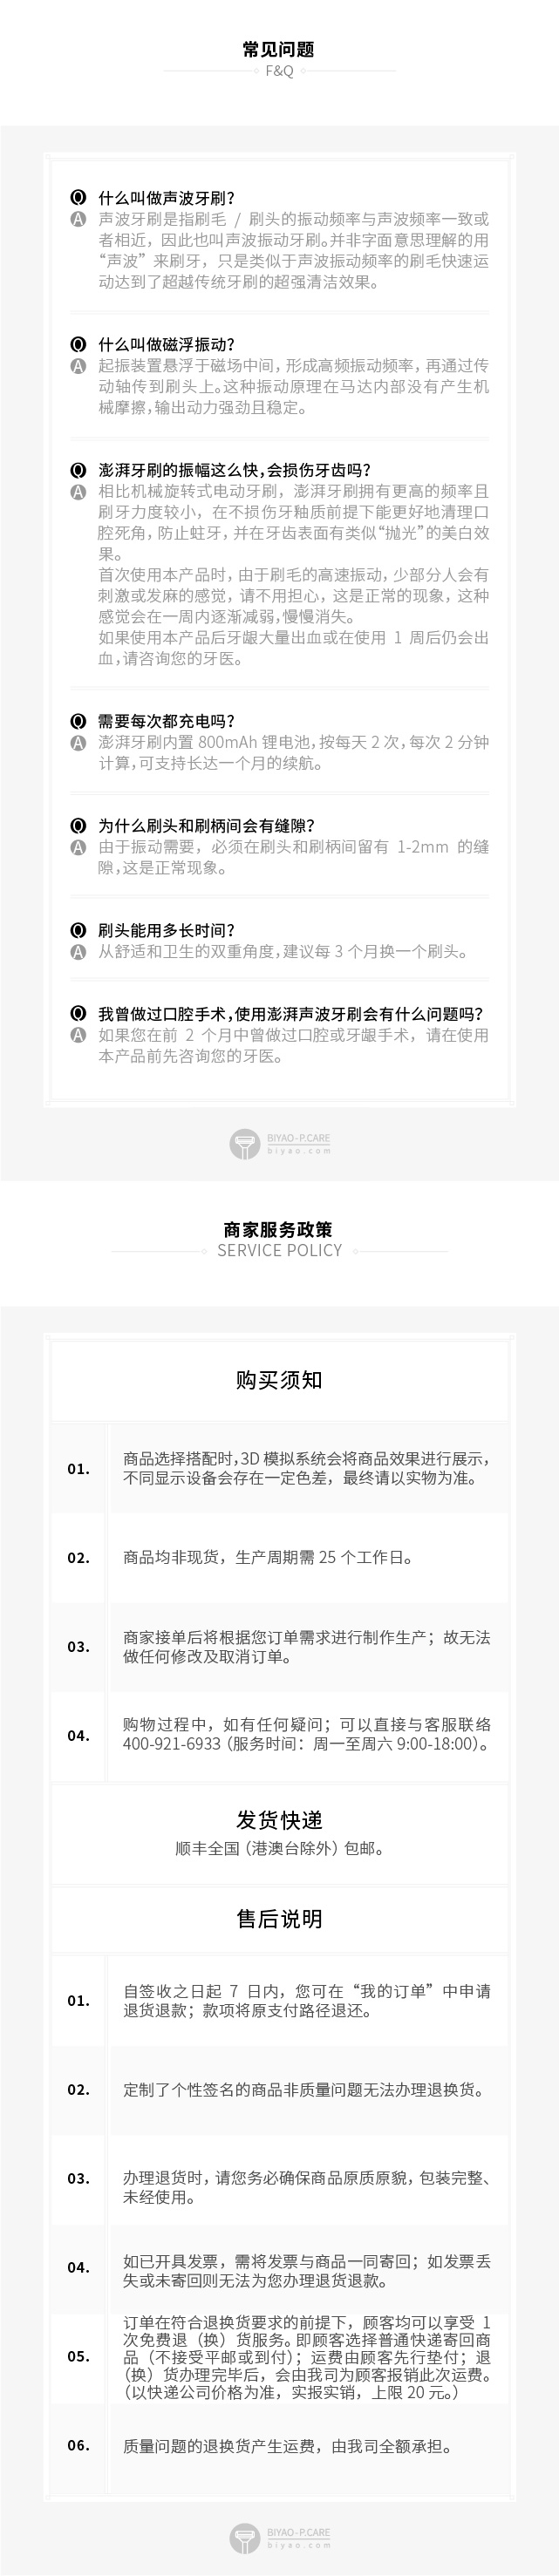 常见问题
F&Q
Q 什么叫做声波牙刷？
A 声波牙刷是指刷毛 / 刷头的振动频率与声波频率一致或
者相近，因此也叫声波振动牙刷。并非字面意思理解的用
“声波”来刷牙，只是类似于声波振动频率的刷毛快速运
动达到了超越传统牙刷的超强清洁效果。
Q 什么叫做磁浮振动？
A 起振装置悬浮于磁场中间，形成高频振动频率，再通过传
动轴传到刷头上。这种振动原理在马达内部没有产生机
械摩擦，输出动力强劲且稳定。
Q 澎湃牙刷的振幅这么快，会损伤牙齿吗？
A 相比机械旋转式电动牙刷，澎湃牙刷拥有更高的频率且
刷牙力度较小，在不损伤牙釉质前提下能更好地清理口
腔死角，防止蛀牙，并在牙齿表面有类似“抛光”的美白效
果。
首次使用本产品时，由于刷毛的高速振动，少部分人会有
刺激或发麻的感觉，请不用担心，这是正常的现象，这种
感觉会在一周内逐渐减弱，慢慢消失。
如果使用本产品后牙龈大量出血或在使用 1 周后仍会出
血，请咨询您的牙医。
Q 需要每次都充电吗？
A 澎湃牙刷内置 800mAh 锂电池，按每天 2 次，每次 2 分钟
计算，可支持长达一个月的续航。
Q 为什么刷头和刷柄间会有缝隙？
A 由于振动需要，必须在刷头和刷柄间留有 1-2mm 的缝
隙，这是正常现象。
Q 刷头能用多长时间？
A 从舒适和卫生的双重角度，建议每 3 个月换一个刷头。
Q 我曾做过口腔手术，使用澎湃声波牙刷会有什么问题吗？
A 如果您在前 2 个月中曾做过口腔或牙龈手术，请在使用
本产品前先咨询您的牙医。
BIYAO-P.CARE
biyao.com
商家服务政策
SERVICE POLICY
购买须知
01. 商品选择搭配时，3D 模拟系统会将商品效果进行展示，
不同显示设备会存在一定色差，最终请以实物为准。
02. 商品均非现货，生产周期需 25 个工作日。
03. 商家接单后将根据您订单需求进行制作生产；故无法
做任何修改及取消订单。
04. 购物过程中，如有任何疑问；可以直接与客服联络
400-921-6933（服务时间：周一至周六 9:00-18:00）。
发货快递
顺丰全国（港澳台除外）包邮。
售后说明
01. 自签收之日起 7 日内，您可在“我的订单”中申请
退货退款；款项将原支付路径退还。
02. 定制了个性签名的商品非质量问题无法办理退换货。
03. 办理退货时，请您务必确保商品原质原貌，包装完整、
未经使用。
04. 如已开具发票，需将发票与商品一同寄回；如发票丢
失或未寄回则无法为您办理退货退款。
05. 订单在符合退换货要求的前提下，顾客均可以享受 1
次免费退（换）货服务。即顾客选择普通快递寄回商
品（不接受平邮或到付）；运费由顾客先行垫付；退
（换）货办理完毕后，会由我司为顾客报销此次运费。
（以快递公司价格为准，实报实销，上限 20 元。）
06. 质量问题的退换货产生运费，由我司全额承担。
BIYAO-P.CARE
biyao.com